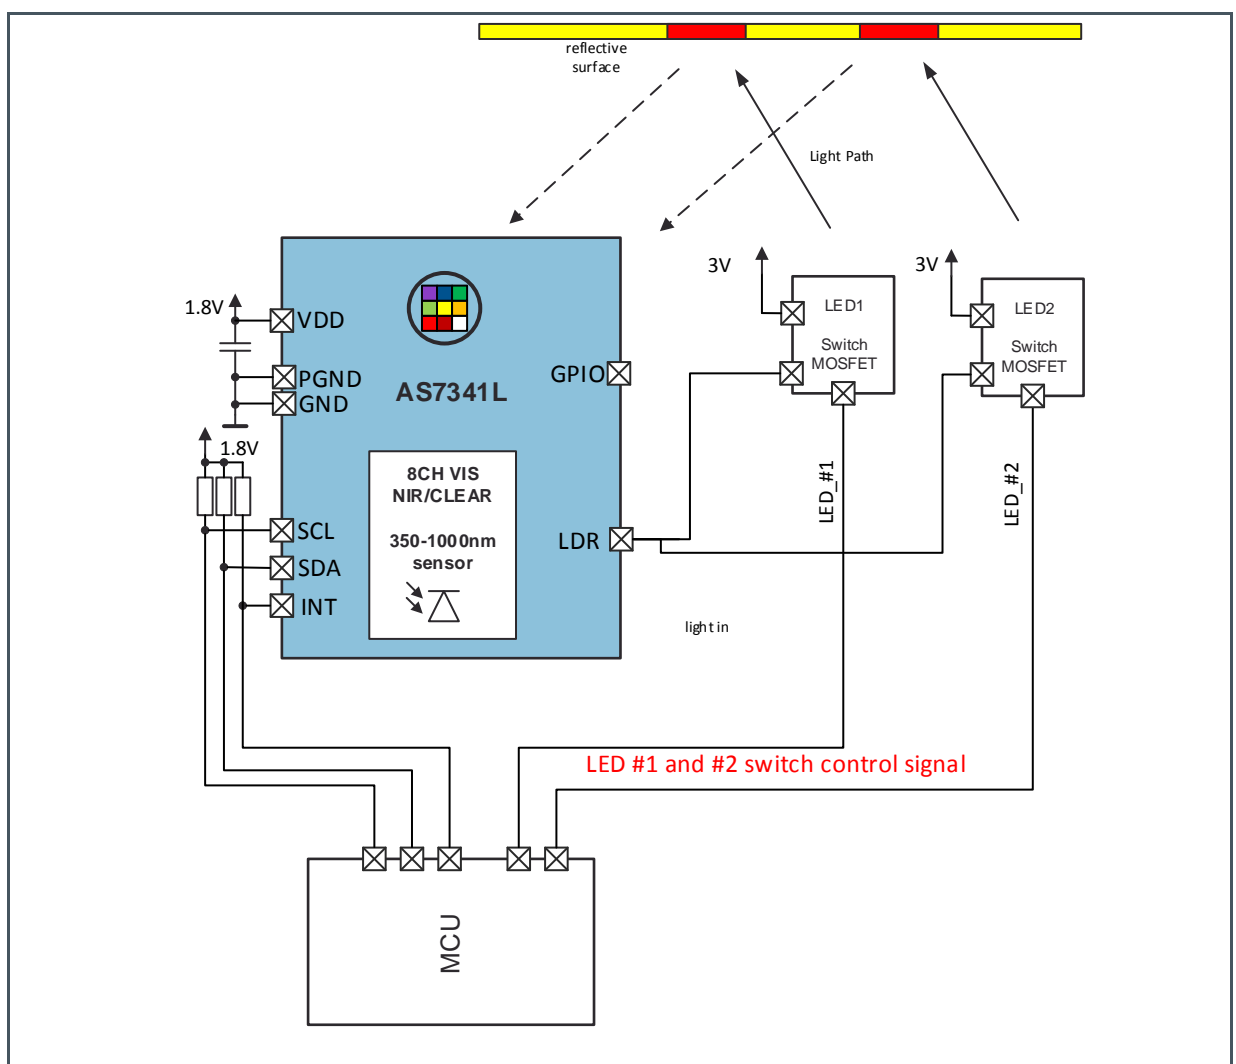 reflective
surface
Light Path
3V
3V
1.8V
VDD
LED1
LED2
Switch
MOSFET
Switch
MOSFET
PGND
GPIO
AS7341L
GND
1.8V
8CH VIS
NIR/CLEAR
350-1000nm
sensor
LED_#1
LED_#2
SCL
LDR
SDA
INT
light in
LED #1 and #2 switch control signal
MCU